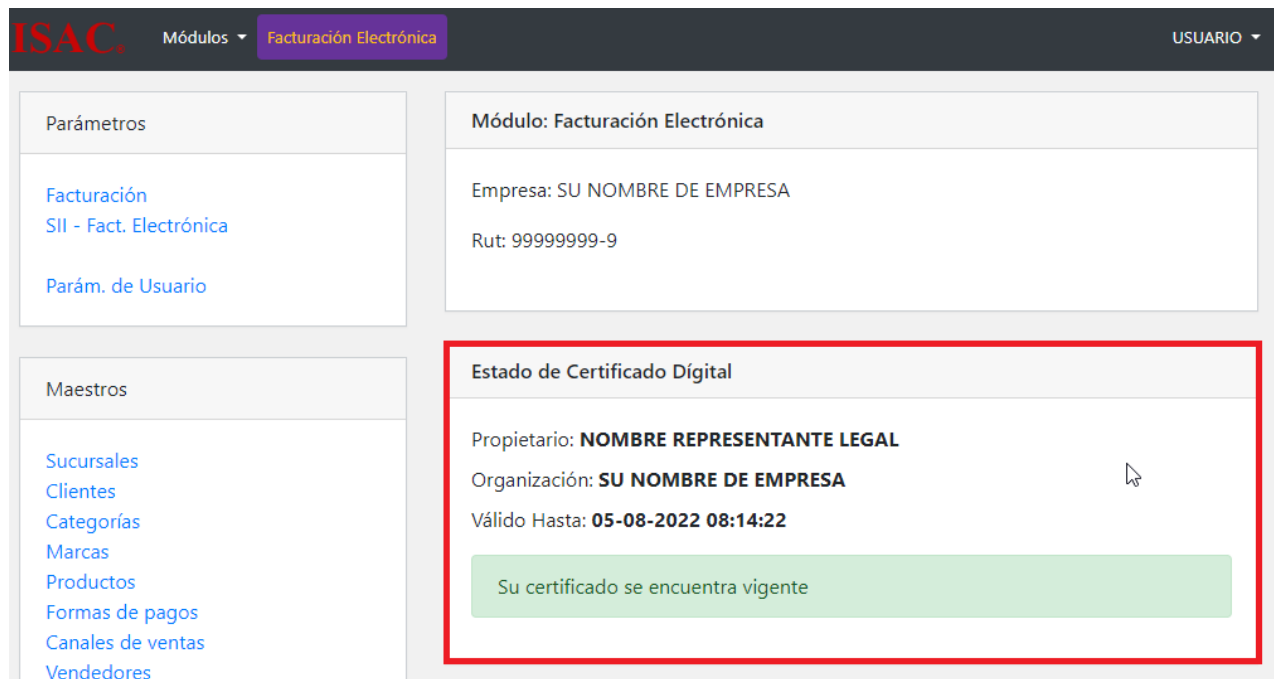 ISAC® Módulos Facturación Electrónica USUARIO
Parámetros
Facturación
SII - Fact. Electrónica
Parám. de Usuario
Maestros
Sucursales
Clientes
Categorías
Marcas
Productos
Formas de pagos
Canales de ventas
Vendedores
Módulo: Facturación Electrónica
Empresa: SU NOMBRE DE EMPRESA
Rut: 99999999-9
Estado de Certificado Dígital
Propietario: NOMBRE REPRESENTANTE LEGAL
Organización: SU NOMBRE DE EMPRESA
Válido Hasta: 05-08-2022 08:14:22
Su certificado se encuentra vigente